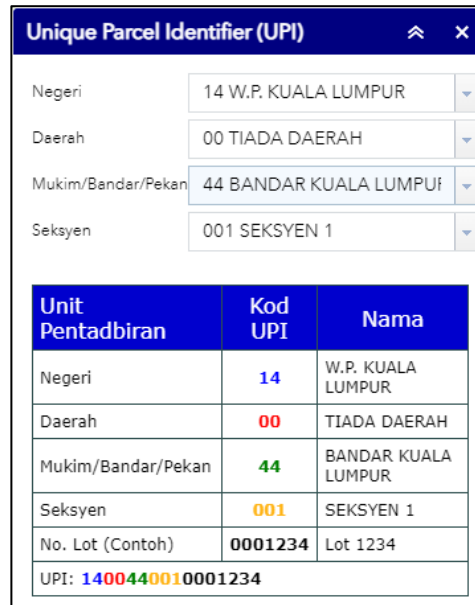 Unique Parcel Identifier (UPI)
Negeri 14 W.P. KUALA LUMPUR
Daerah 00 TIADA DAERAH
Mukim/Bandar/Pekan 44 BANDAR KUALA LUMPUR
Seksyen 001 SEKSYEN 1
Unit Pentadbiran Kod UPI Nama
Negeri 14 W.P. KUALA LUMPUR
Daerah 00 TIADA DAERAH
Mukim/Bandar/Pekan 44 BANDAR KUALA LUMPUR
Seksyen 001 SEKSYEN 1
No. Lot (Contoh) 0001234 Lot 1234
UPI: 1400440010001234